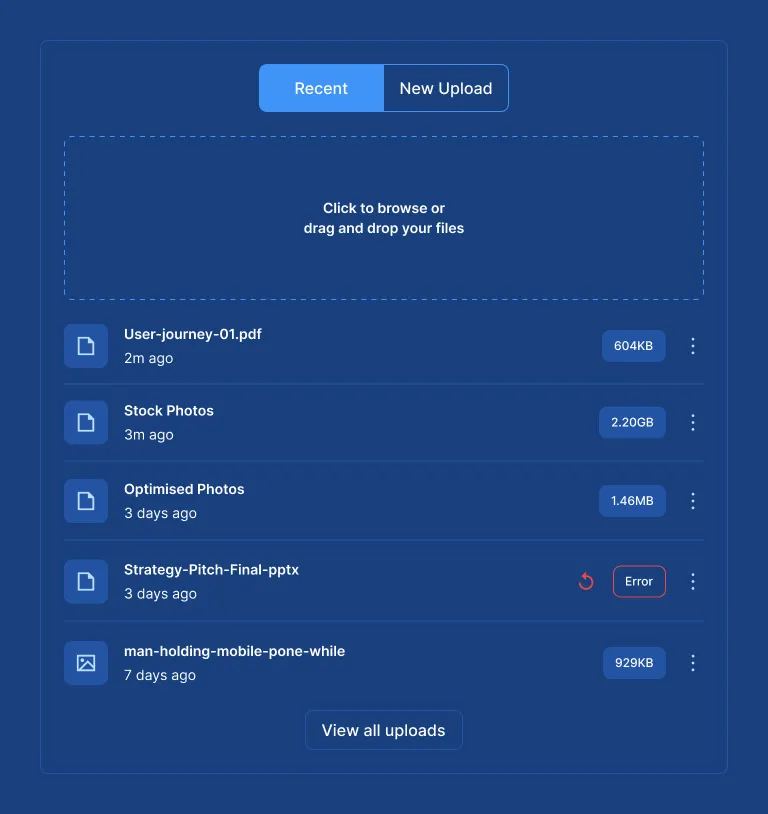 Recent
New Upload
Click to browse or
drag and drop your files
User-journey-01.pdf
2m ago
604KB
Stock Photos
3m ago
2.20GB
Optimised Photos
3 days ago
1.46MB
Strategy-Pitch-Final-pptx
3 days ago
Error
man-holding-mobile-pone-while
7 days ago
929KB
View all uploads